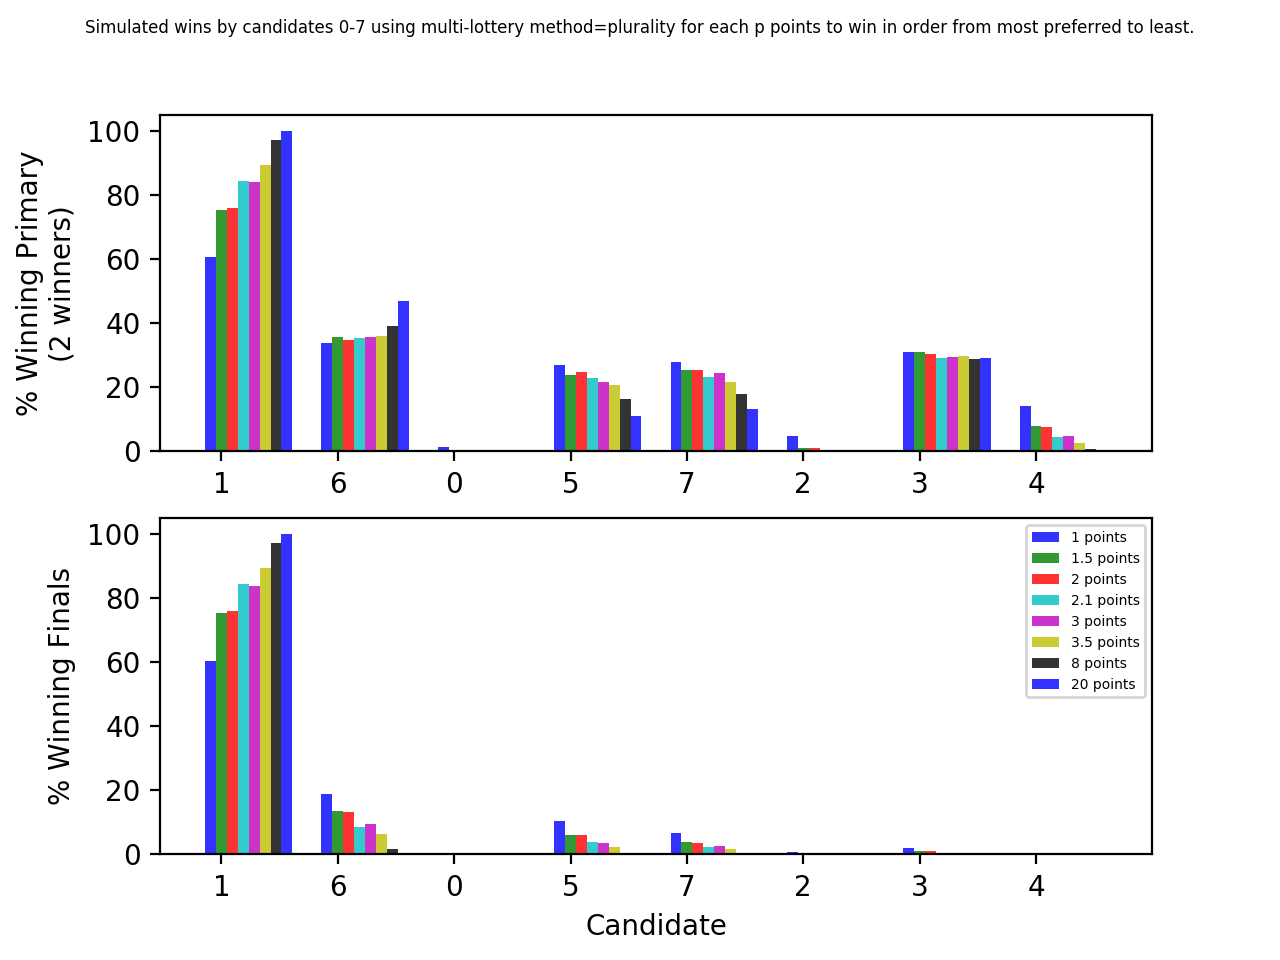 Simulated wins by candidates 0-7 using multi-lottery method=plurality for each p points to win in order from most preferred to least.
% Winning Primary
(2 winners)
100
80
60
40
20
0
1 6 0 5 7 2 3 4
% Winning Finals
100
80
60
40
20
0
1 points
1.5 points
2 points
2.1 points
3 points
3.5 points
8 points
20 points
1 6 0 5 7 2 3 4
Candidate